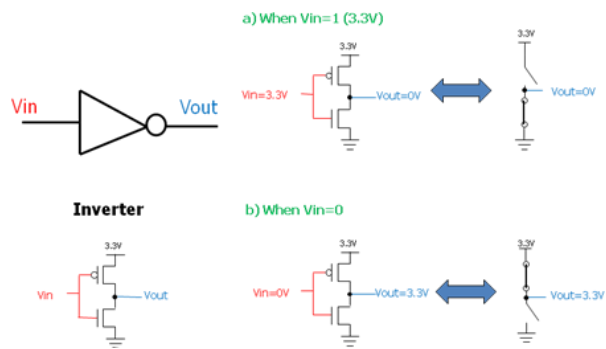 a) When Vin=1 (3.3V)
3.3V
3.3V
Vin
Vout
Vin=3.3V
Vout=0V
Vout=0V
Inverter
b) When Vin=0
3.3V
3.3V
3.3V
Vin
Vout
Vin=0V
Vout=3.3V
Vout=3.3V